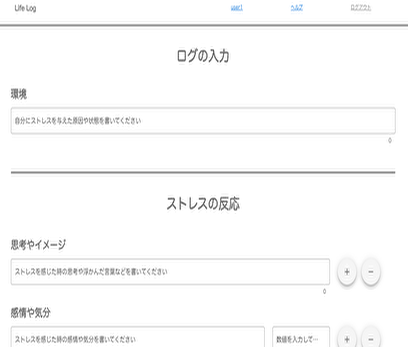 Life Log user1 ヘルプ ログアウト
ログの入力
環境
自分にストレスを与えた原因や状態を書いてください
0
ストレスの反応
思考やイメージ
ストレスを感じた時の思考や浮かんだ言葉などを書いてください + −
0
感情や気分
ストレスを感じた時の感情や気分を書いてください 数値を入力して… + −